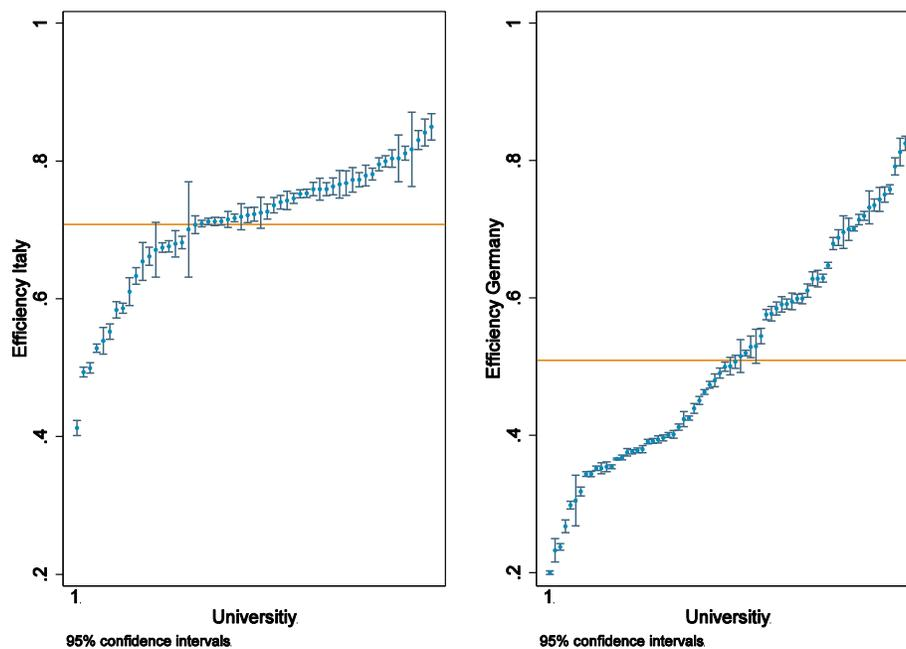 Efficiency Italy
1
.8
.6
.4
.2
1
Universitiy
95% confidence intervals
Efficiency Germany
1
.8
.6
.4
.2
1
Universitiy
95% confidence intervals